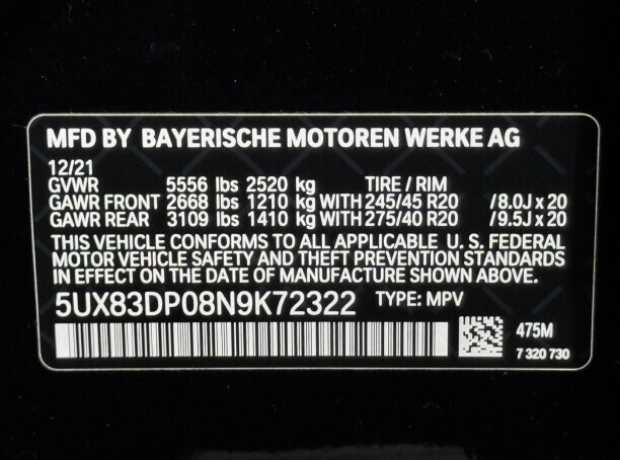 MFD BY BAYERISCHE MOTOREN WERKE AG
12/21
GVWR 5556 lbs 2520 kg TIRE / RIM
GAWR FRONT 2668 lbs 1210 kg WITH 245/45 R20 /8.0J x 20
GAWR REAR 3109 lbs 1410 kg WITH 275/40 R20 /9.5J x 20
THIS VEHICLE CONFORMS TO ALL APPLICABLE U. S. FEDERAL
MOTOR VEHICLE SAFETY AND THEFT PREVENTION STANDARDS
IN EFFECT ON THE DATE OF MANUFACTURE SHOWN ABOVE.
5UX83DP08N9K72322 TYPE: MPV
475M
7 320 730